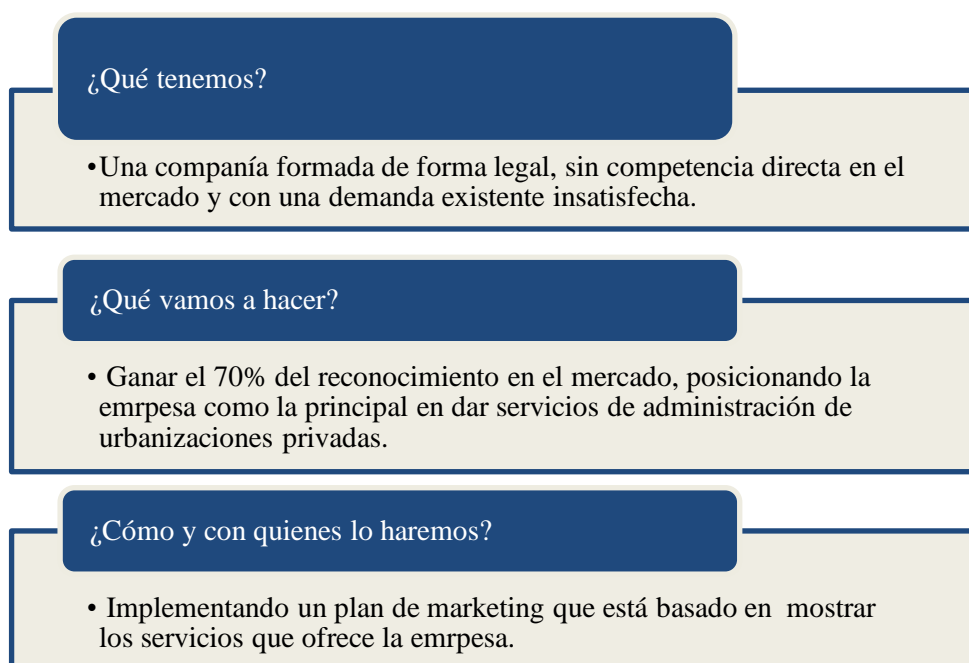 ¿Qué tenemos?
•Una compañía formada de forma legal, sin competencia directa en el
mercado y con una demanda existente insatisfecha.
¿Qué vamos a hacer?
• Ganar el 70% del reconocimiento en el mercado, posicionando la
emrpesa como la principal en dar servicios de administración de
urbanizaciones privadas.
¿Cómo y con quienes lo haremos?
• Implementando un plan de marketing que está basado en  mostrar
los servicios que ofrece la emrpesa.